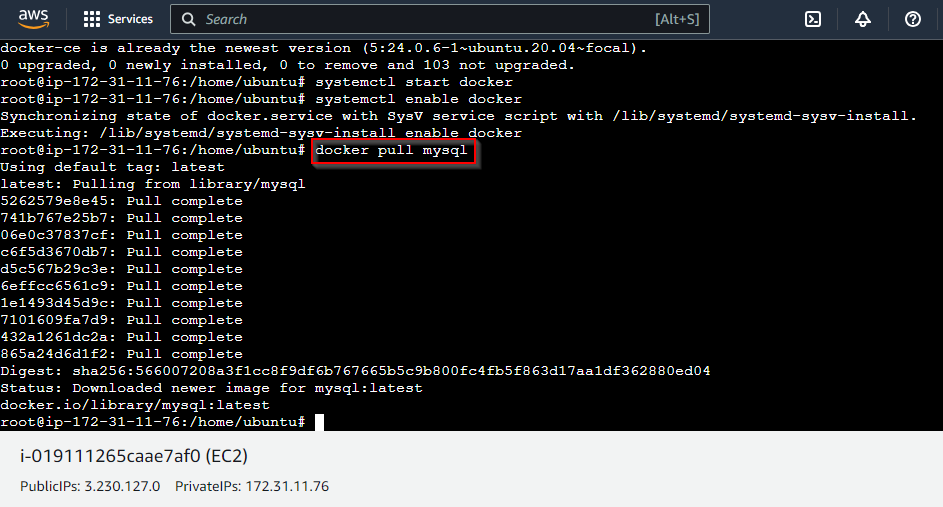 aws
Services
Search
[Alt+S]
docker-ce is already the newest version (5:24.0.6-1~ubuntu.20.04~focal).
0 upgraded, 0 newly installed, 0 to remove and 103 not upgraded.
root@ip-172-31-11-76:/home/ubuntu# systemctl start docker
root@ip-172-31-11-76:/home/ubuntu# systemctl enable docker
Synchronizing state of docker.service with SysV service script with /lib/systemd/systemd-sysv-install.
Executing: /lib/systemd/systemd-sysv-install enable docker
root@ip-172-31-11-76:/home/ubuntu# docker pull mysql
Using default tag: latest
latest: Pulling from library/mysql
5262579e8e45: Pull complete
741b767e25b7: Pull complete
06e0c37837cf: Pull complete
c6f5d3670db7: Pull complete
d5c567b29c3e: Pull complete
6effcc6561c9: Pull complete
1e1493d45d9c: Pull complete
7101609fa7d9: Pull complete
432a1261dc2a: Pull complete
865a24d6d1f2: Pull complete
Digest: sha256:566007208a3f1cc8f9df6b767665b5c9b800fc4fb5f863d17aa1df362880ed04
Status: Downloaded newer image for mysql:latest
docker.io/library/mysql:latest
root@ip-172-31-11-76:/home/ubuntu#
i-019111265caae7af0 (EC2)
PublicIPs: 3.230.127.0 PrivateIPs: 172.31.11.76